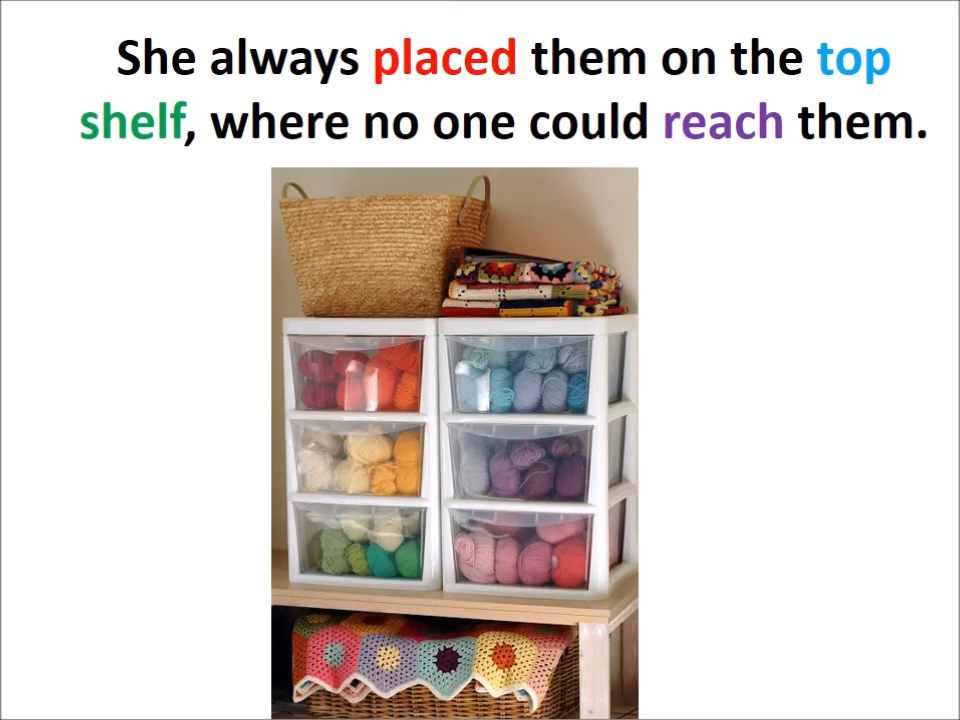 She always placed them on the top
shelf, where no one could reach them.